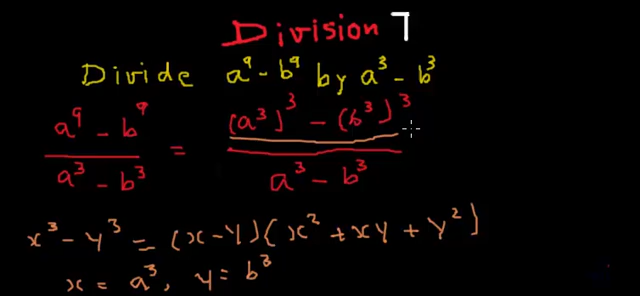 Division 7
Divide a⁹ - b⁹ by a³ - b³
(a⁹ - b⁹)/(a³ - b³) = ((a³)³ - (b³)³)/(a³ - b³)
x³ - y³ = (x-y)(x² + xy + y²)
x = a³, y = b³